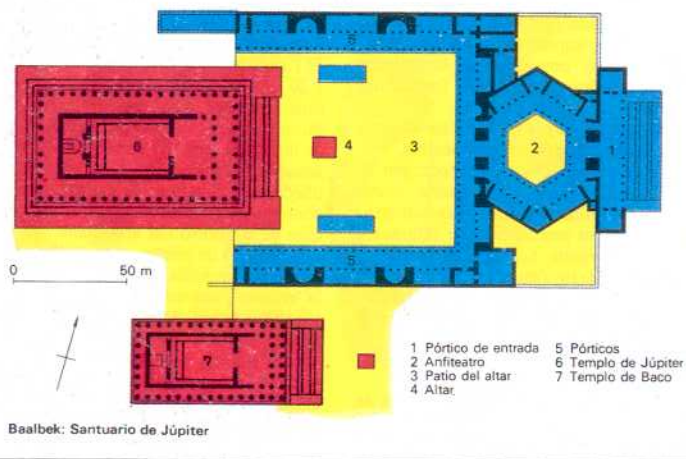 5
6
4
3
2
1
5
0 50 m
7
1 Pórtico de entrada
2 Anfiteatro
3 Patio del altar
4 Altar
5 Pórticos
6 Templo de Júpiter
7 Templo de Baco
Baalbek: Santuario de Júpiter